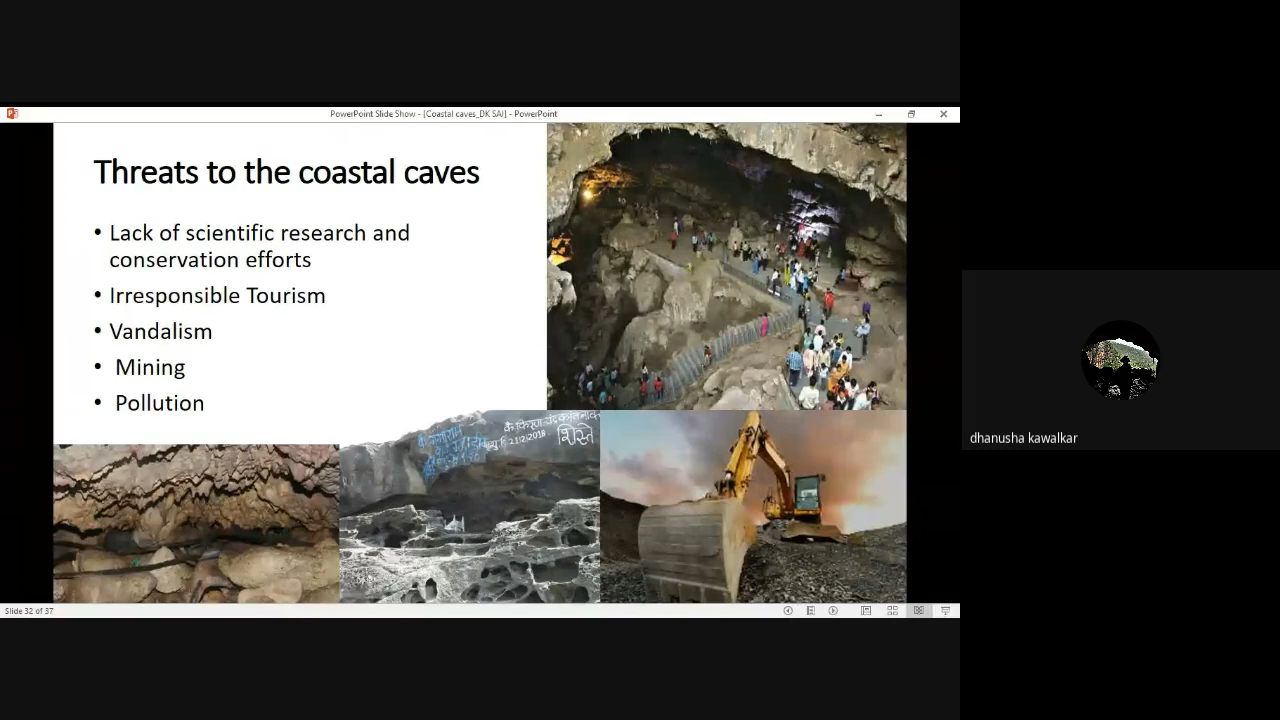 PowerPoint Slide Show - [Coastal caves_DK SAI] - PowerPoint
Threats to the coastal caves
• Lack of scientific research and
conservation efforts
• Irresponsible Tourism
• Vandalism
• Mining
• Pollution
21212018
शिस्ते
dhanusha kawalkar
Slide 32 of 37